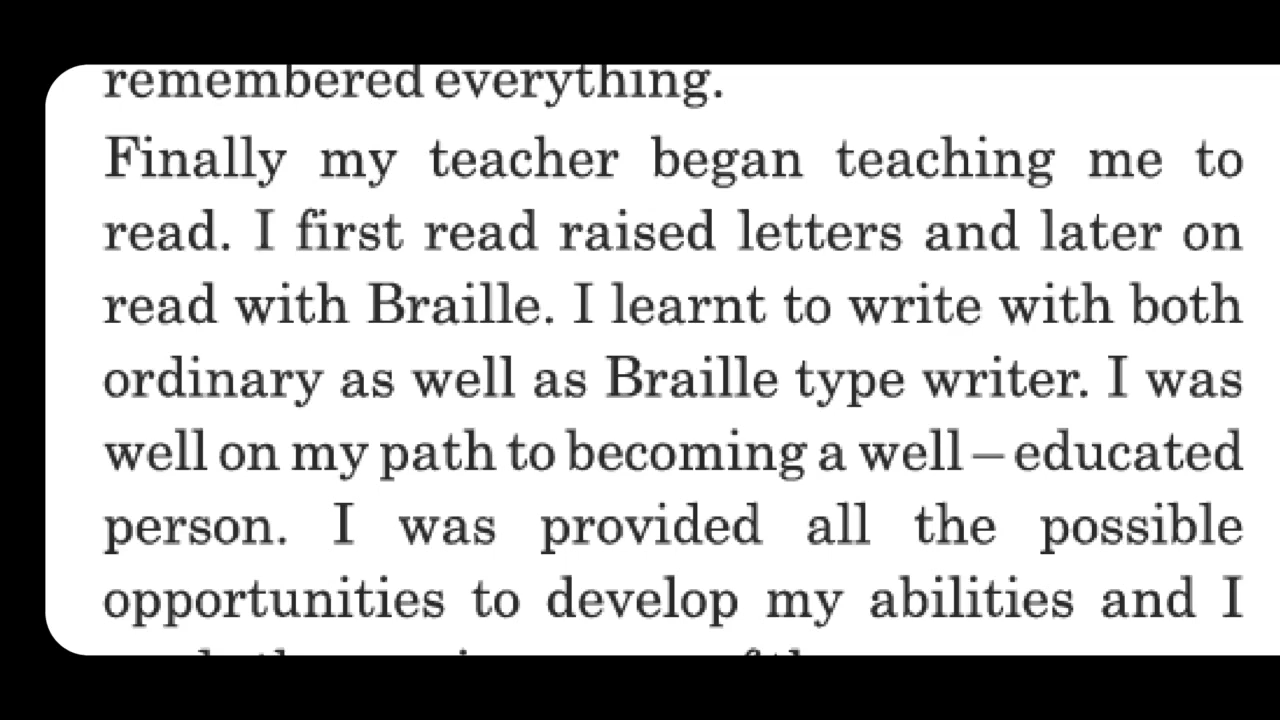 remembered everything.
Finally my teacher began teaching me to
read. I first read raised letters and later on
read with Braille. I learnt to write with both
ordinary as well as Braille type writer. I was
well on my path to becoming a well – educated
person. I was provided all the possible
opportunities to develop my abilities and I